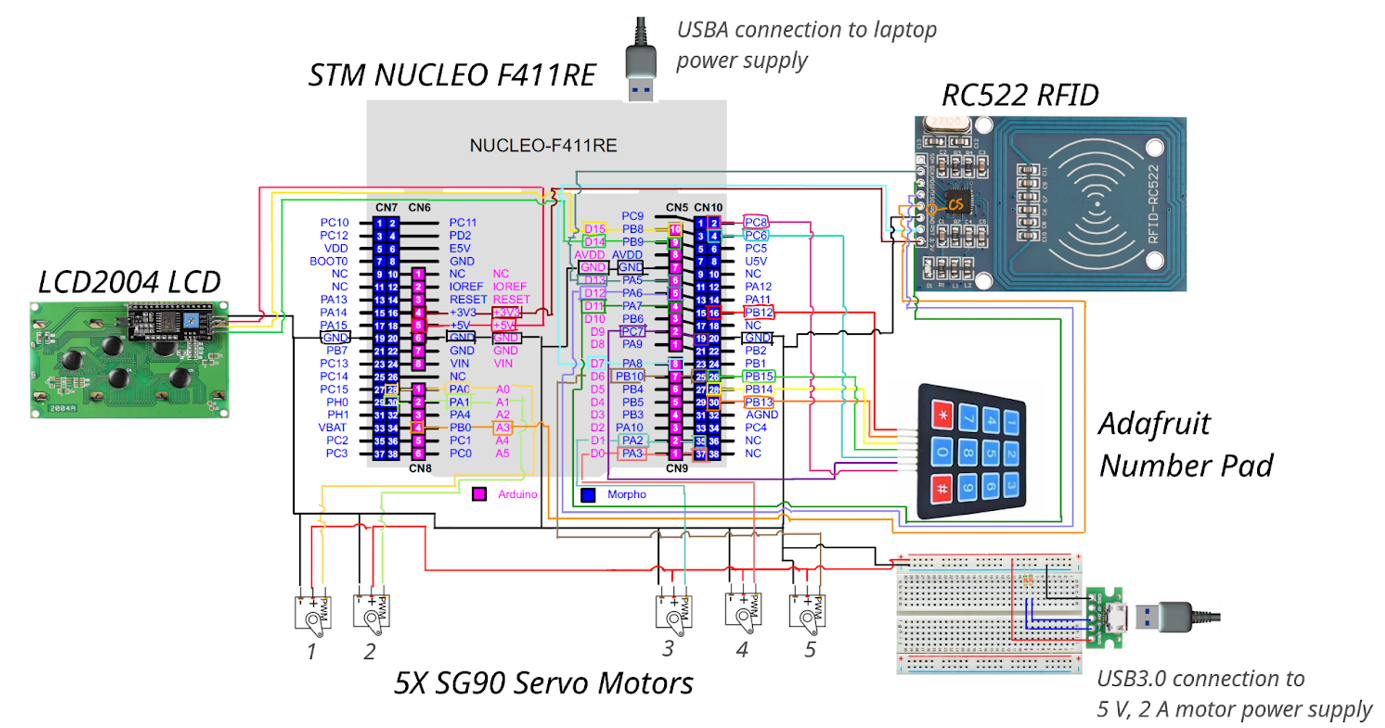 USBA connection to laptop
power supply
STM NUCLEO F411RE
RC522 RFID
NUCLEO-F411RE
RFID-RC522
27.120
CS
LCD2004 LCD
2004A
CN7 CN6
PC10 1 2 PC11
PC12 3 4 PD2
VDD 5 6 E5V
BOOT0 7 8 GND
NC 9 10 1 NC NC
NC 11 12 2 IOREF IOREF
PA13 13 14 3 RESET RESET
PA14 15 16 4 +3V3 +3V3
PA15 17 18 5 +5V +5V
GND 19 20 6 GND GND
PB7 21 22 7 GND GND
PC13 23 24 8 VIN VIN
PC14 25 26 NC
PC15 27 28 1 PA0 A0
PH0 29 30 2 PA1 A1
PH1 31 32 3 PA4 A2
VBAT 33 34 4 PB0 A3
PC2 35 36 5 PC1 A4
PC3 37 38 6 PC0 A5
CN8
CN5 CN10
PC9 1 2 PC8
D15 PB8 10 3 4 PC6
D14 PB9 9 5 6 PC5
AVDD AVDD 8 7 8 U5V
GND GND 7 9 10 NC
D13 PA5 6 11 12 PA12
D12 PA6 5 13 14 PA11
D11 PA7 4 15 16 PB12
D10 PB6 3 17 18 NC
D9 PC7 2 19 20 GND
D8 PA9 1 21 22 PB2
D7 PA8 8 23 24 PB1
D6 PB10 7 25 26 PB15
D5 PB4 6 27 28 PB14
D4 PB5 5 29 30 PB13
D3 PB3 4 31 32 AGND
D2 PA10 3 33 34 PC4
D1 PA2 2 35 36 NC
D0 PA3 1 37 38 NC
CN9
Arduino
Morpho
* 7 4 1
0 8 5 2
# 9 6 3
Adafruit
Number Pad
- + PWM
- + PWM
- + PWM
- + PWM
- + PWM
1 2 3 4 5
5X SG90 Servo Motors
USB3.0 connection to
5 V, 2 A motor power supply